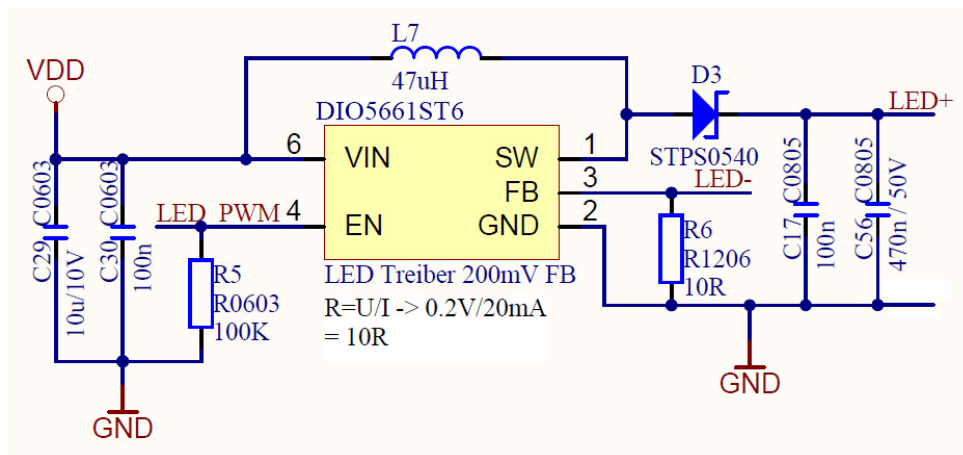 L7
47uH
VDD
DIO5661ST6
D3
STPS0540
LED+
LED-
6 VIN
SW 1
FB 3
LED_PWM 4 EN
GND 2
C29 C0603
10u/10V
C30 C0603
100n
R5
R0603
100K
LED Treiber 200mV FB
R=U/I -> 0.2V/20mA
= 10R
R6
R1206
10R
C17 C0805
100n
C56 C0805
470n / 50V
GND
GND